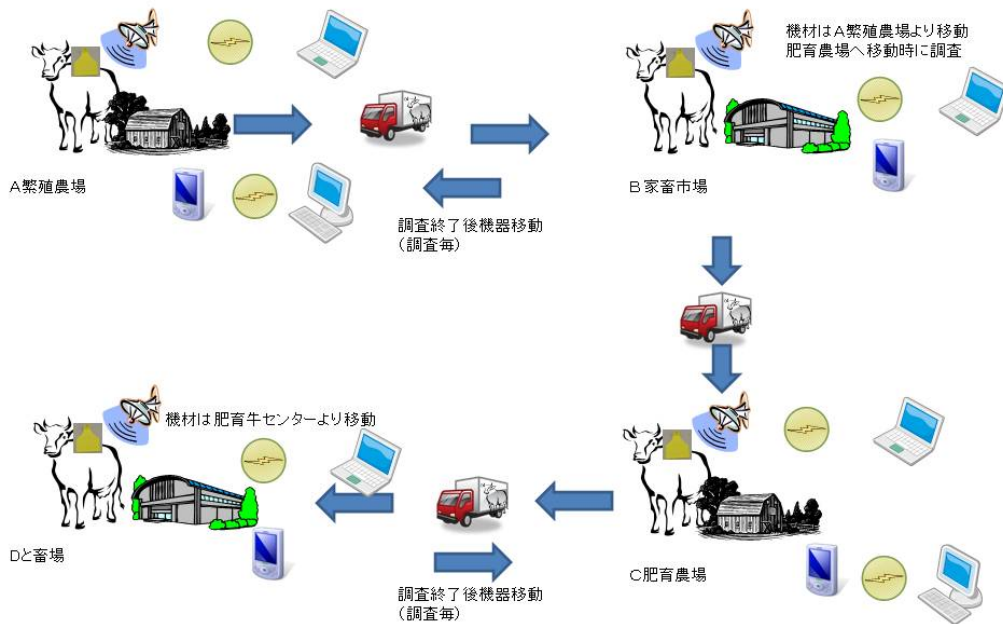 機材はA繁殖農場より移動
肥育農場へ移動時に調査
A繁殖農場
B家畜市場
調査終了後機器移動
(調査毎)
機材は肥育牛センターより移動
Dと畜場
C肥育農場
調査終了後機器移動
(調査毎)